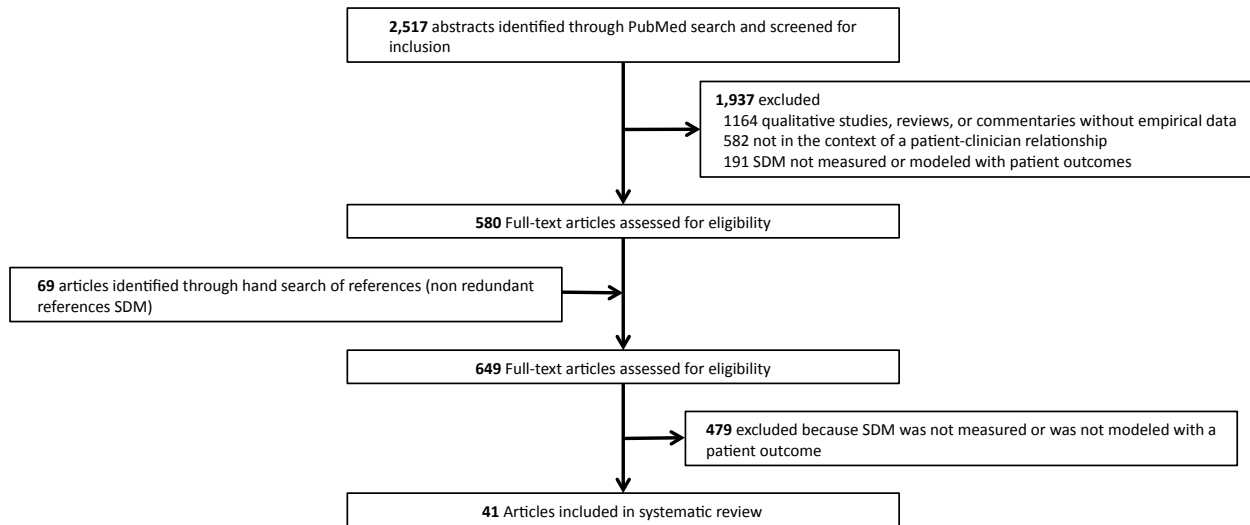 2,517 abstracts identified through PubMed search and screened for
inclusion
1,937 excluded
1164 qualitative studies, reviews, or commentaries without empirical data
582 not in the context of a patient-clinician relationship
191 SDM not measured or modeled with patient outcomes
580 Full-text articles assessed for eligibility
69 articles identified through hand search of references (non redundant
references SDM)
649 Full-text articles assessed for eligibility
479 excluded because SDM was not measured or was not modeled with a
patient outcome
41 Articles included in systematic review